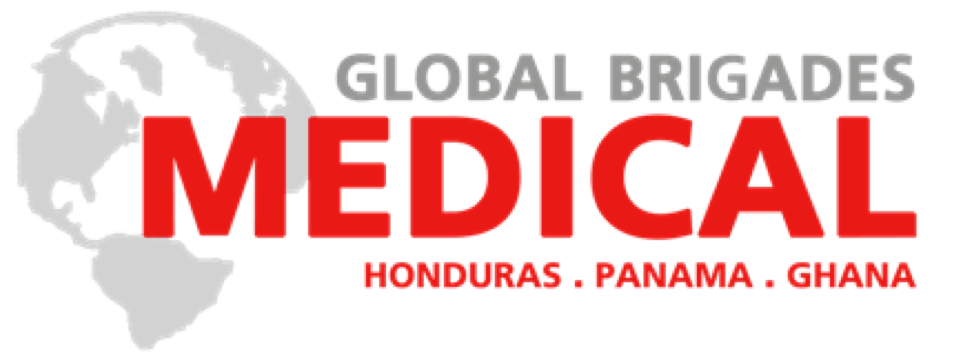 GLOBAL BRIGADES
MEDICAL
HONDURAS . PANAMA . GHANA